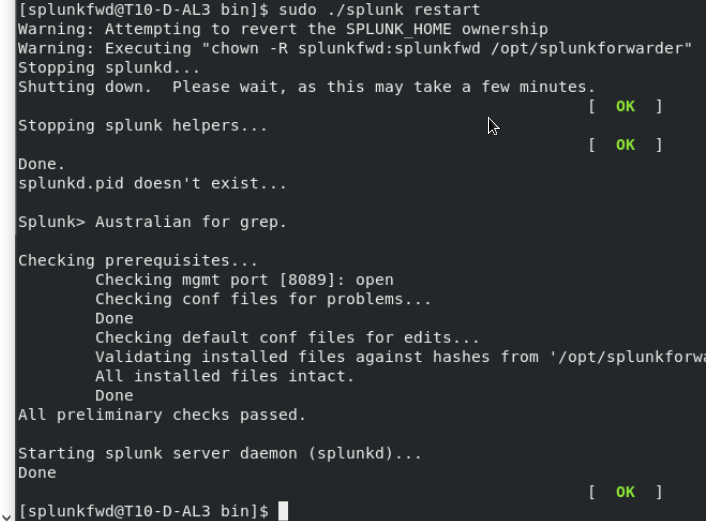 [splunkfwd@T10-D-AL3 bin]$ sudo ./splunk restart
Warning: Attempting to revert the SPLUNK_HOME ownership
Warning: Executing "chown -R splunkfwd:splunkfwd /opt/splunkforwarder"
Stopping splunkd...
Shutting down.  Please wait, as this may take a few minutes.
[  OK  ]
Stopping splunk helpers...
[  OK  ]
Done.
splunkd.pid doesn't exist...
Splunk> Australian for grep.
Checking prerequisites...
Checking mgmt port [8089]: open
Checking conf files for problems...
Done
Checking default conf files for edits...
Validating installed files against hashes from '/opt/splunkforwa
All installed files intact.
Done
All preliminary checks passed.
Starting splunk server daemon (splunkd)...
Done
[  OK  ]
[splunkfwd@T10-D-AL3 bin]$